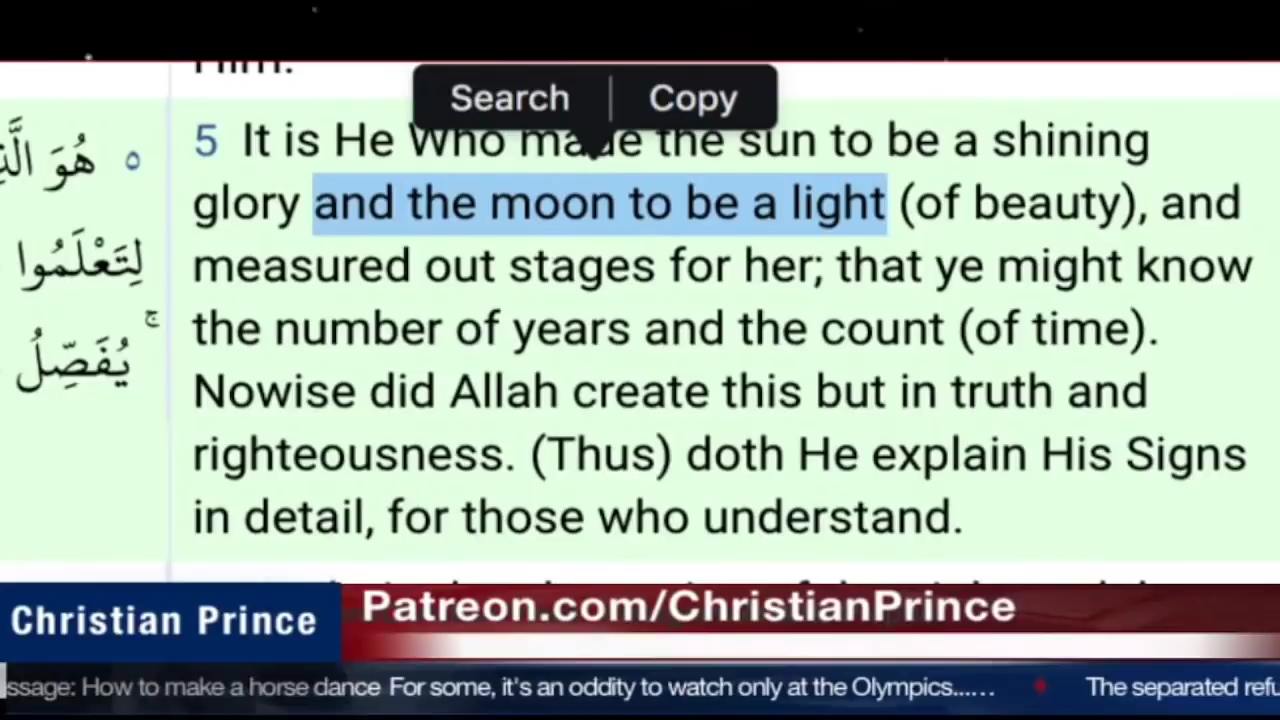 Him.
Search Copy
5 It is He Who made the sun to be a shining
glory and the moon to be a light (of beauty), and
measured out stages for her; that ye might know
the number of years and the count (of time).
Nowise did Allah create this but in truth and
righteousness. (Thus) doth He explain His Signs
in detail, for those who understand.
٥ هُوَ
لِتَعْلَمُوا
ۚ
يُفَصِّلُ
Christian Prince
Patreon.com/ChristianPrince
ssage: How to make a horse dance For some, it's an oddity to watch only at the Olympics...... The separated